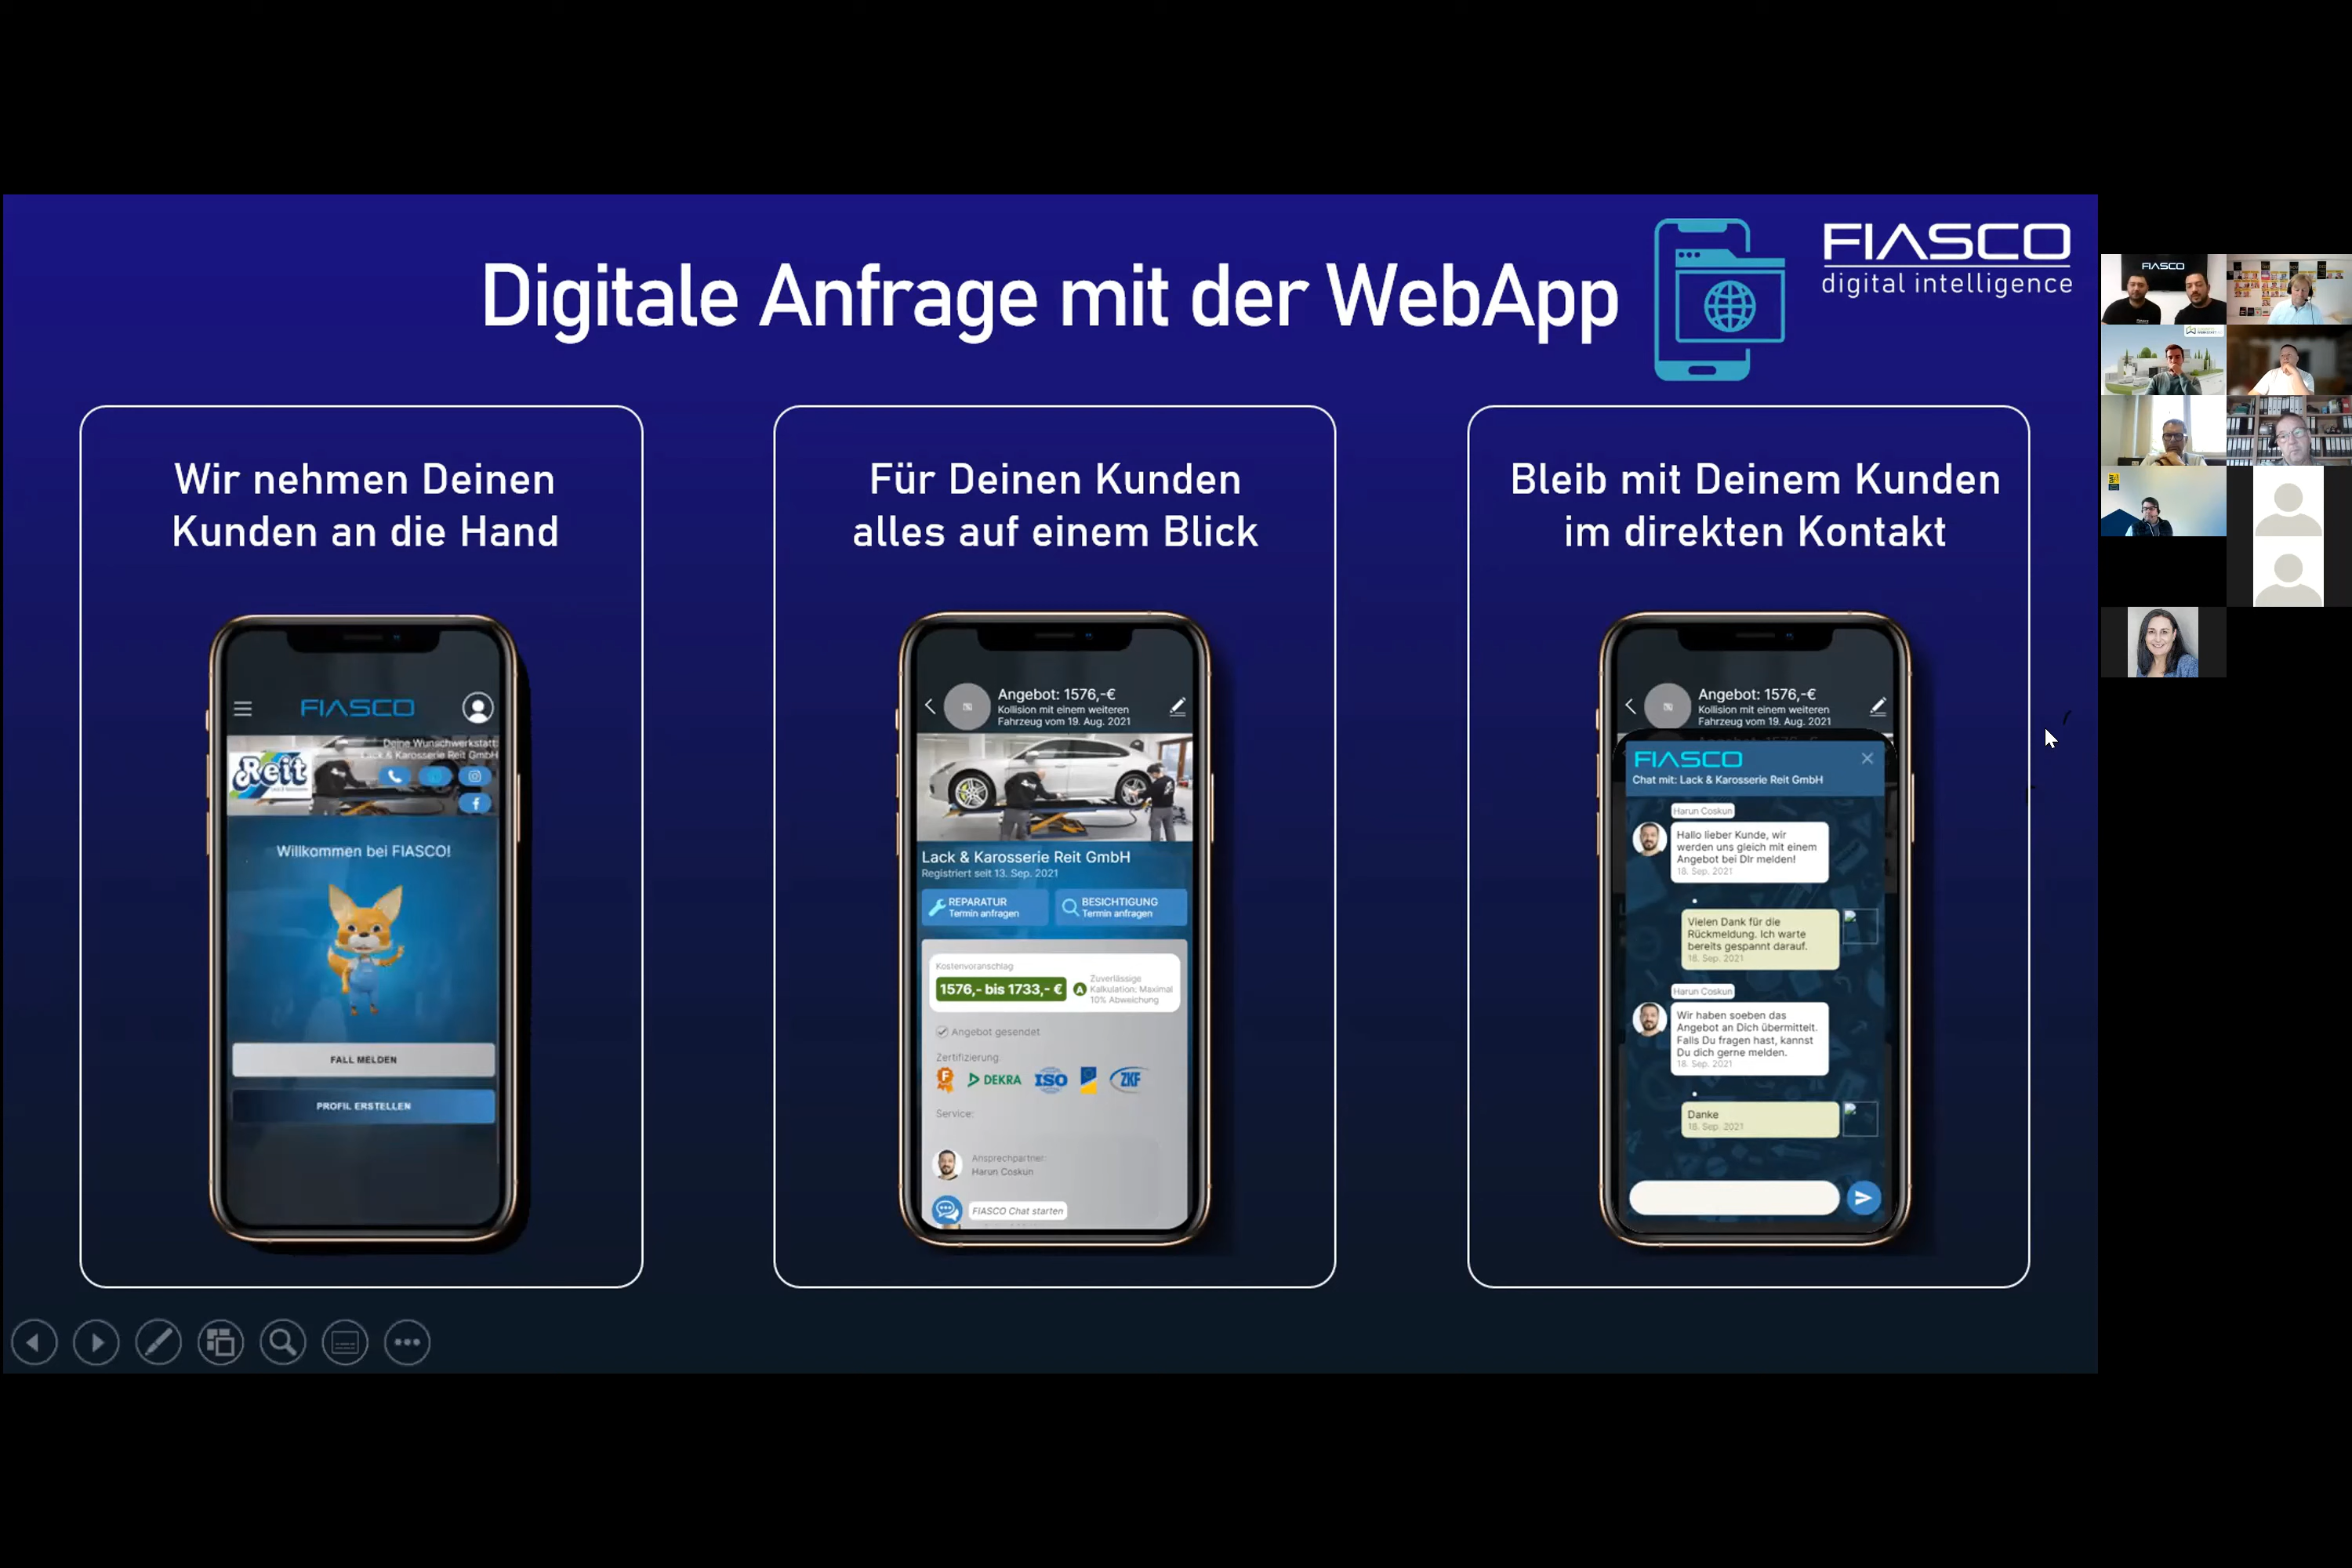 Digitale Anfrage mit der WebApp
FIASCO
digital intelligence
Wir nehmen Deinen
Kunden an die Hand
FIASCO
Deine Wunschwerkstatt:
Lack & Karosserie Reit GmbH
Reit
Willkommen bei FIASCO!
FALL MELDEN
PROFIL ERSTELLEN
Für Deinen Kunden
alles auf einem Blick
Angebot: 1576,-€
Kollision mit einem weiteren
Fahrzeug vom 19. Aug. 2021
Lack & Karosserie Reit GmbH
Registriert seit 13. Sep. 2021
REPARATUR
Termin anfragen
BESICHTIGUNG
Termin anfragen
Kostenvoranschlag
1576,- bis 1733,- €
A
Zuverlässige
Kalkulation: Maximal
10% Abweichung
Angebot gesendet
Zertifizierung:
F
DEKRA
ISO
ZKF
Service:
Ansprechpartner:
Harun Coskun
FIASCO Chat starten
Bleib mit Deinem Kunden
im direkten Kontakt
Angebot: 1576,-€
Kollision mit einem weiteren
Fahrzeug vom 19. Aug. 2021
FIASCO
Chat mit: Lack & Karosserie Reit GmbH
Harun Coskun
Hallo lieber Kunde, wir
werden uns gleich mit einem
Angebot bei DIr melden!
18. Sep. 2021
Vielen Dank für die
Rückmeldung. Ich warte
bereits gespannt darauf.
18. Sep. 2021
Harun Coskun
Wir haben soeben das
Angebot an Dich übermittelt.
Falls Du fragen hast, kannst
Du dich gerne melden.
18. Sep. 2021
Danke
18. Sep. 2021
FIASCO